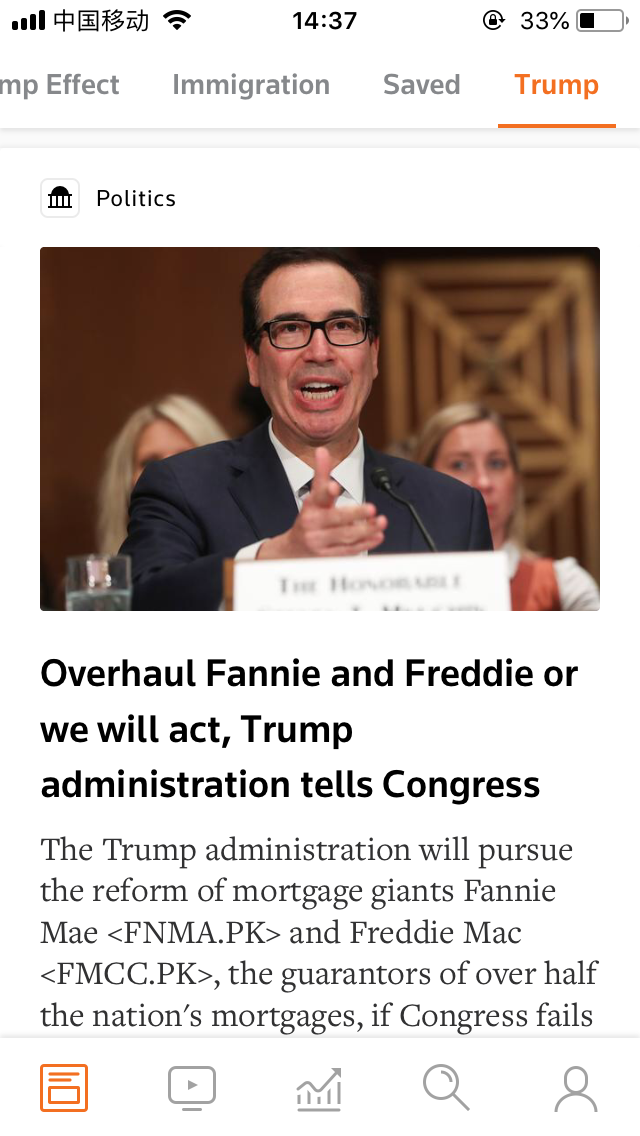 中国移动 14:37 33%
mp Effect Immigration Saved Trump
Politics
THE HONORABLE
Overhaul Fannie and Freddie or
we will act, Trump
administration tells Congress
The Trump administration will pursue
the reform of mortgage giants Fannie
Mae <FNMA.PK> and Freddie Mac
<FMCC.PK>, the guarantors of over half
the nation's mortgages, if Congress fails